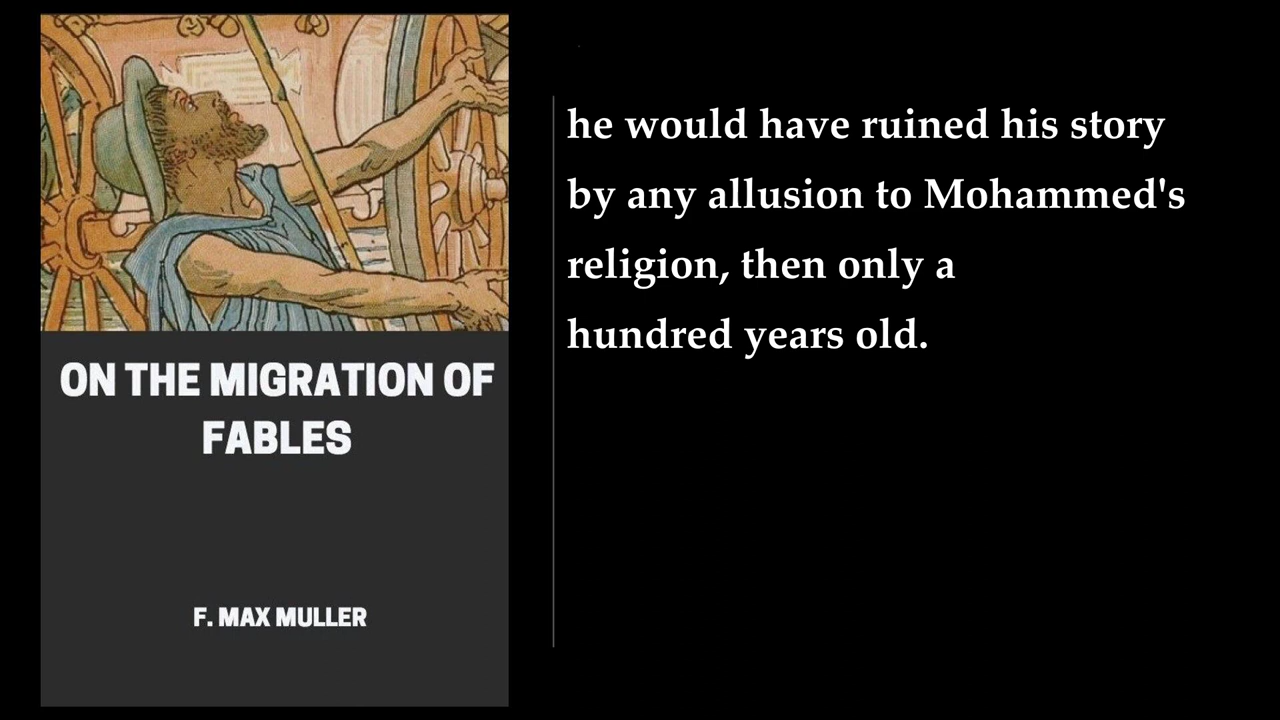 ON THE MIGRATION OF
FABLES
F. MAX MULLER
he would have ruined his story
by any allusion to Mohammed's
religion, then only a
hundred years old.